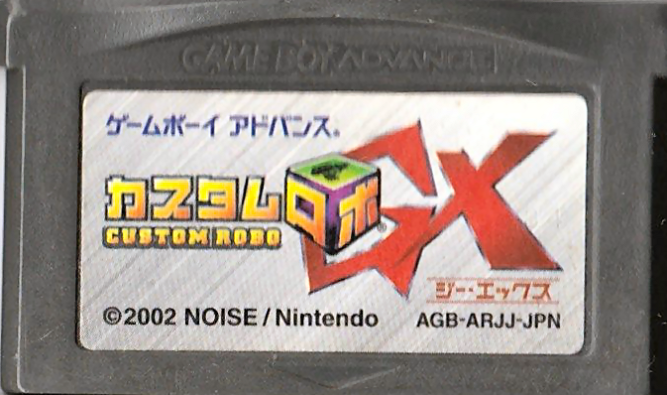 GAME BOY ADVANCE
ゲームボーイ アドバンス®
カスタムロボ® GX
CUSTOM ROBO
ジー・エックス
©2002 NOISE / Nintendo AGB-ARJJ-JPN